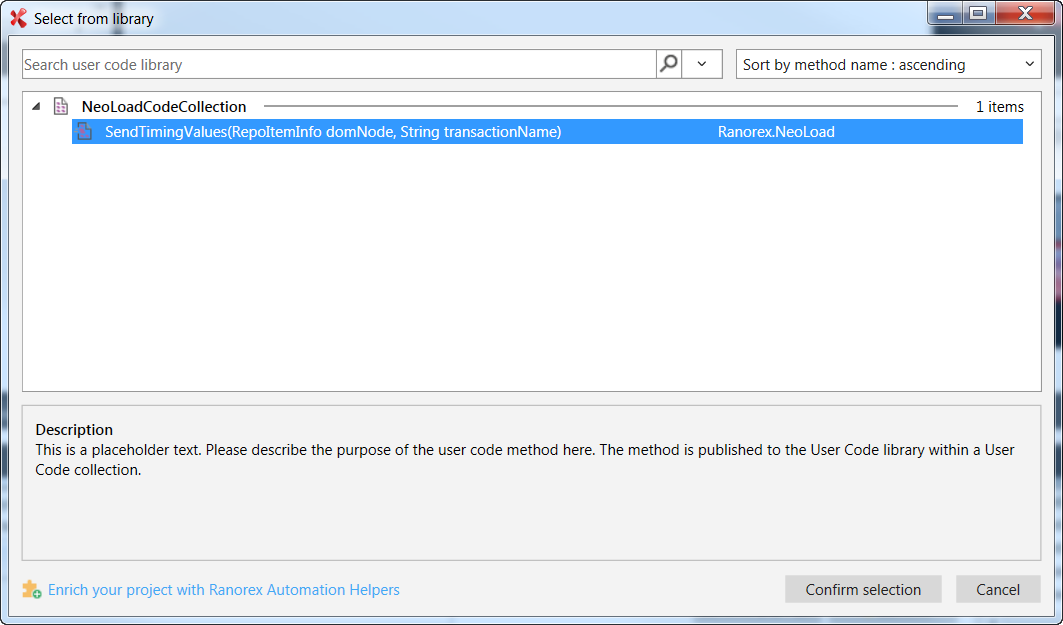 Select from library
Search user code library
Sort by method name : ascending
NeoLoadCodeCollection 1 items
SendTimingValues(RepoItemInfo domNode, String transactionName) Ranorex.NeoLoad
Description
This is a placeholder text. Please describe the purpose of the user code method here. The method is published to the User Code library within a User
Code collection.
Enrich your project with Ranorex Automation Helpers
Confirm selection
Cancel